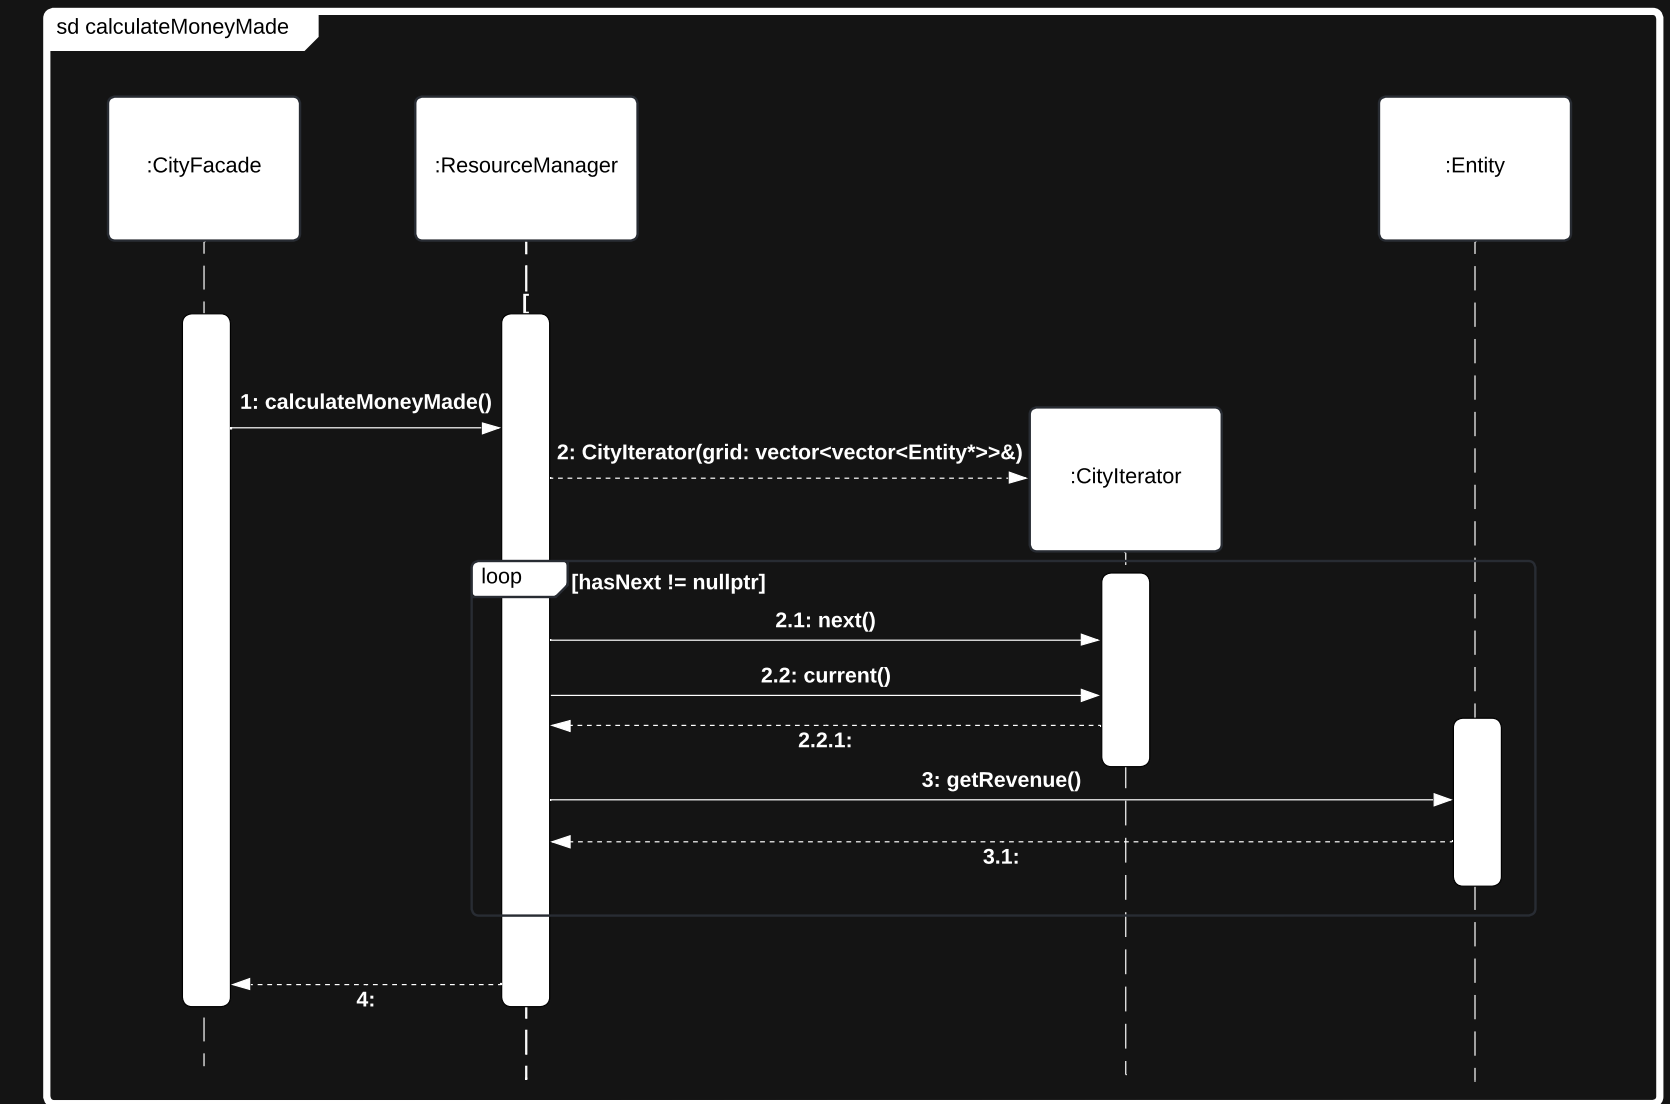 sd calculateMoneyMade
:CityFacade
:ResourceManager
:Entity
[
1: calculateMoneyMade()
2: CityIterator(grid: vector<vector<Entity*>>&)
:CityIterator
loop
[hasNext != nullptr]
2.1: next()
2.2: current()
2.2.1:
3: getRevenue()
3.1:
4: